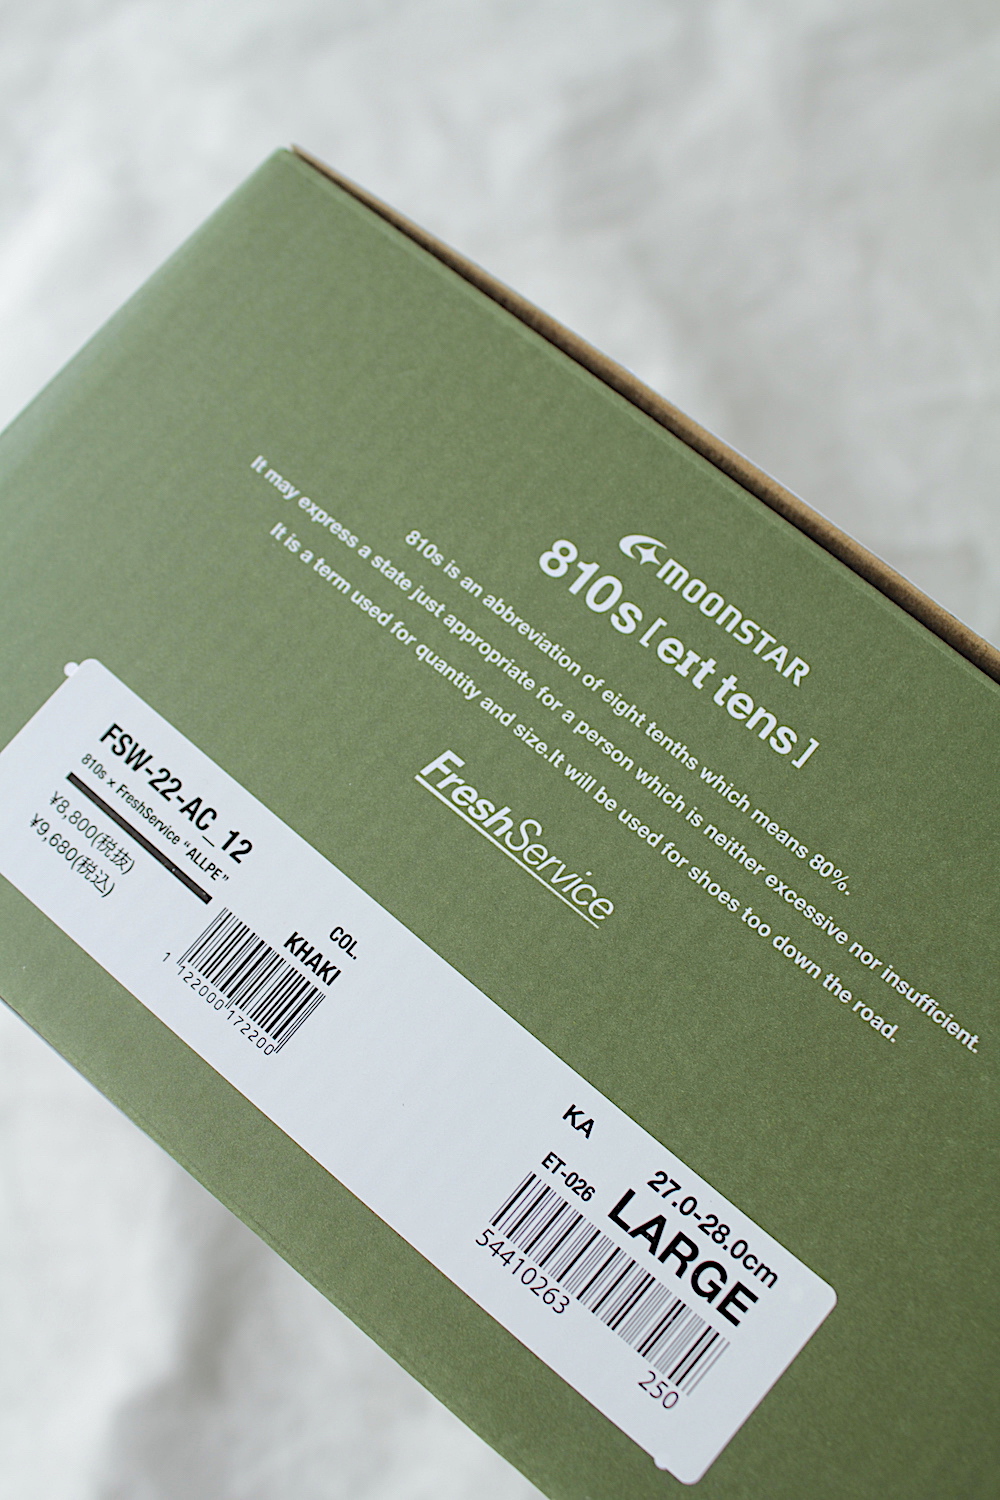 MOONSTAR
810s [eɪt tens]
810s is an abbreviation of eight tenths which means 80%.
It may express a state just appropriate for a person which is neither excessive nor insufficient.
It is a term used for quantity and size.It will be used for shoes too down the road.
FreshService
FSW-22-AC_12
810s × FreshService "ALLPE"
¥8,800(税抜)
¥9,680(税込)
COL.
KHAKI
1 122000 172200
KA
ET-026
27.0-28.0cm
LARGE
54410263 250